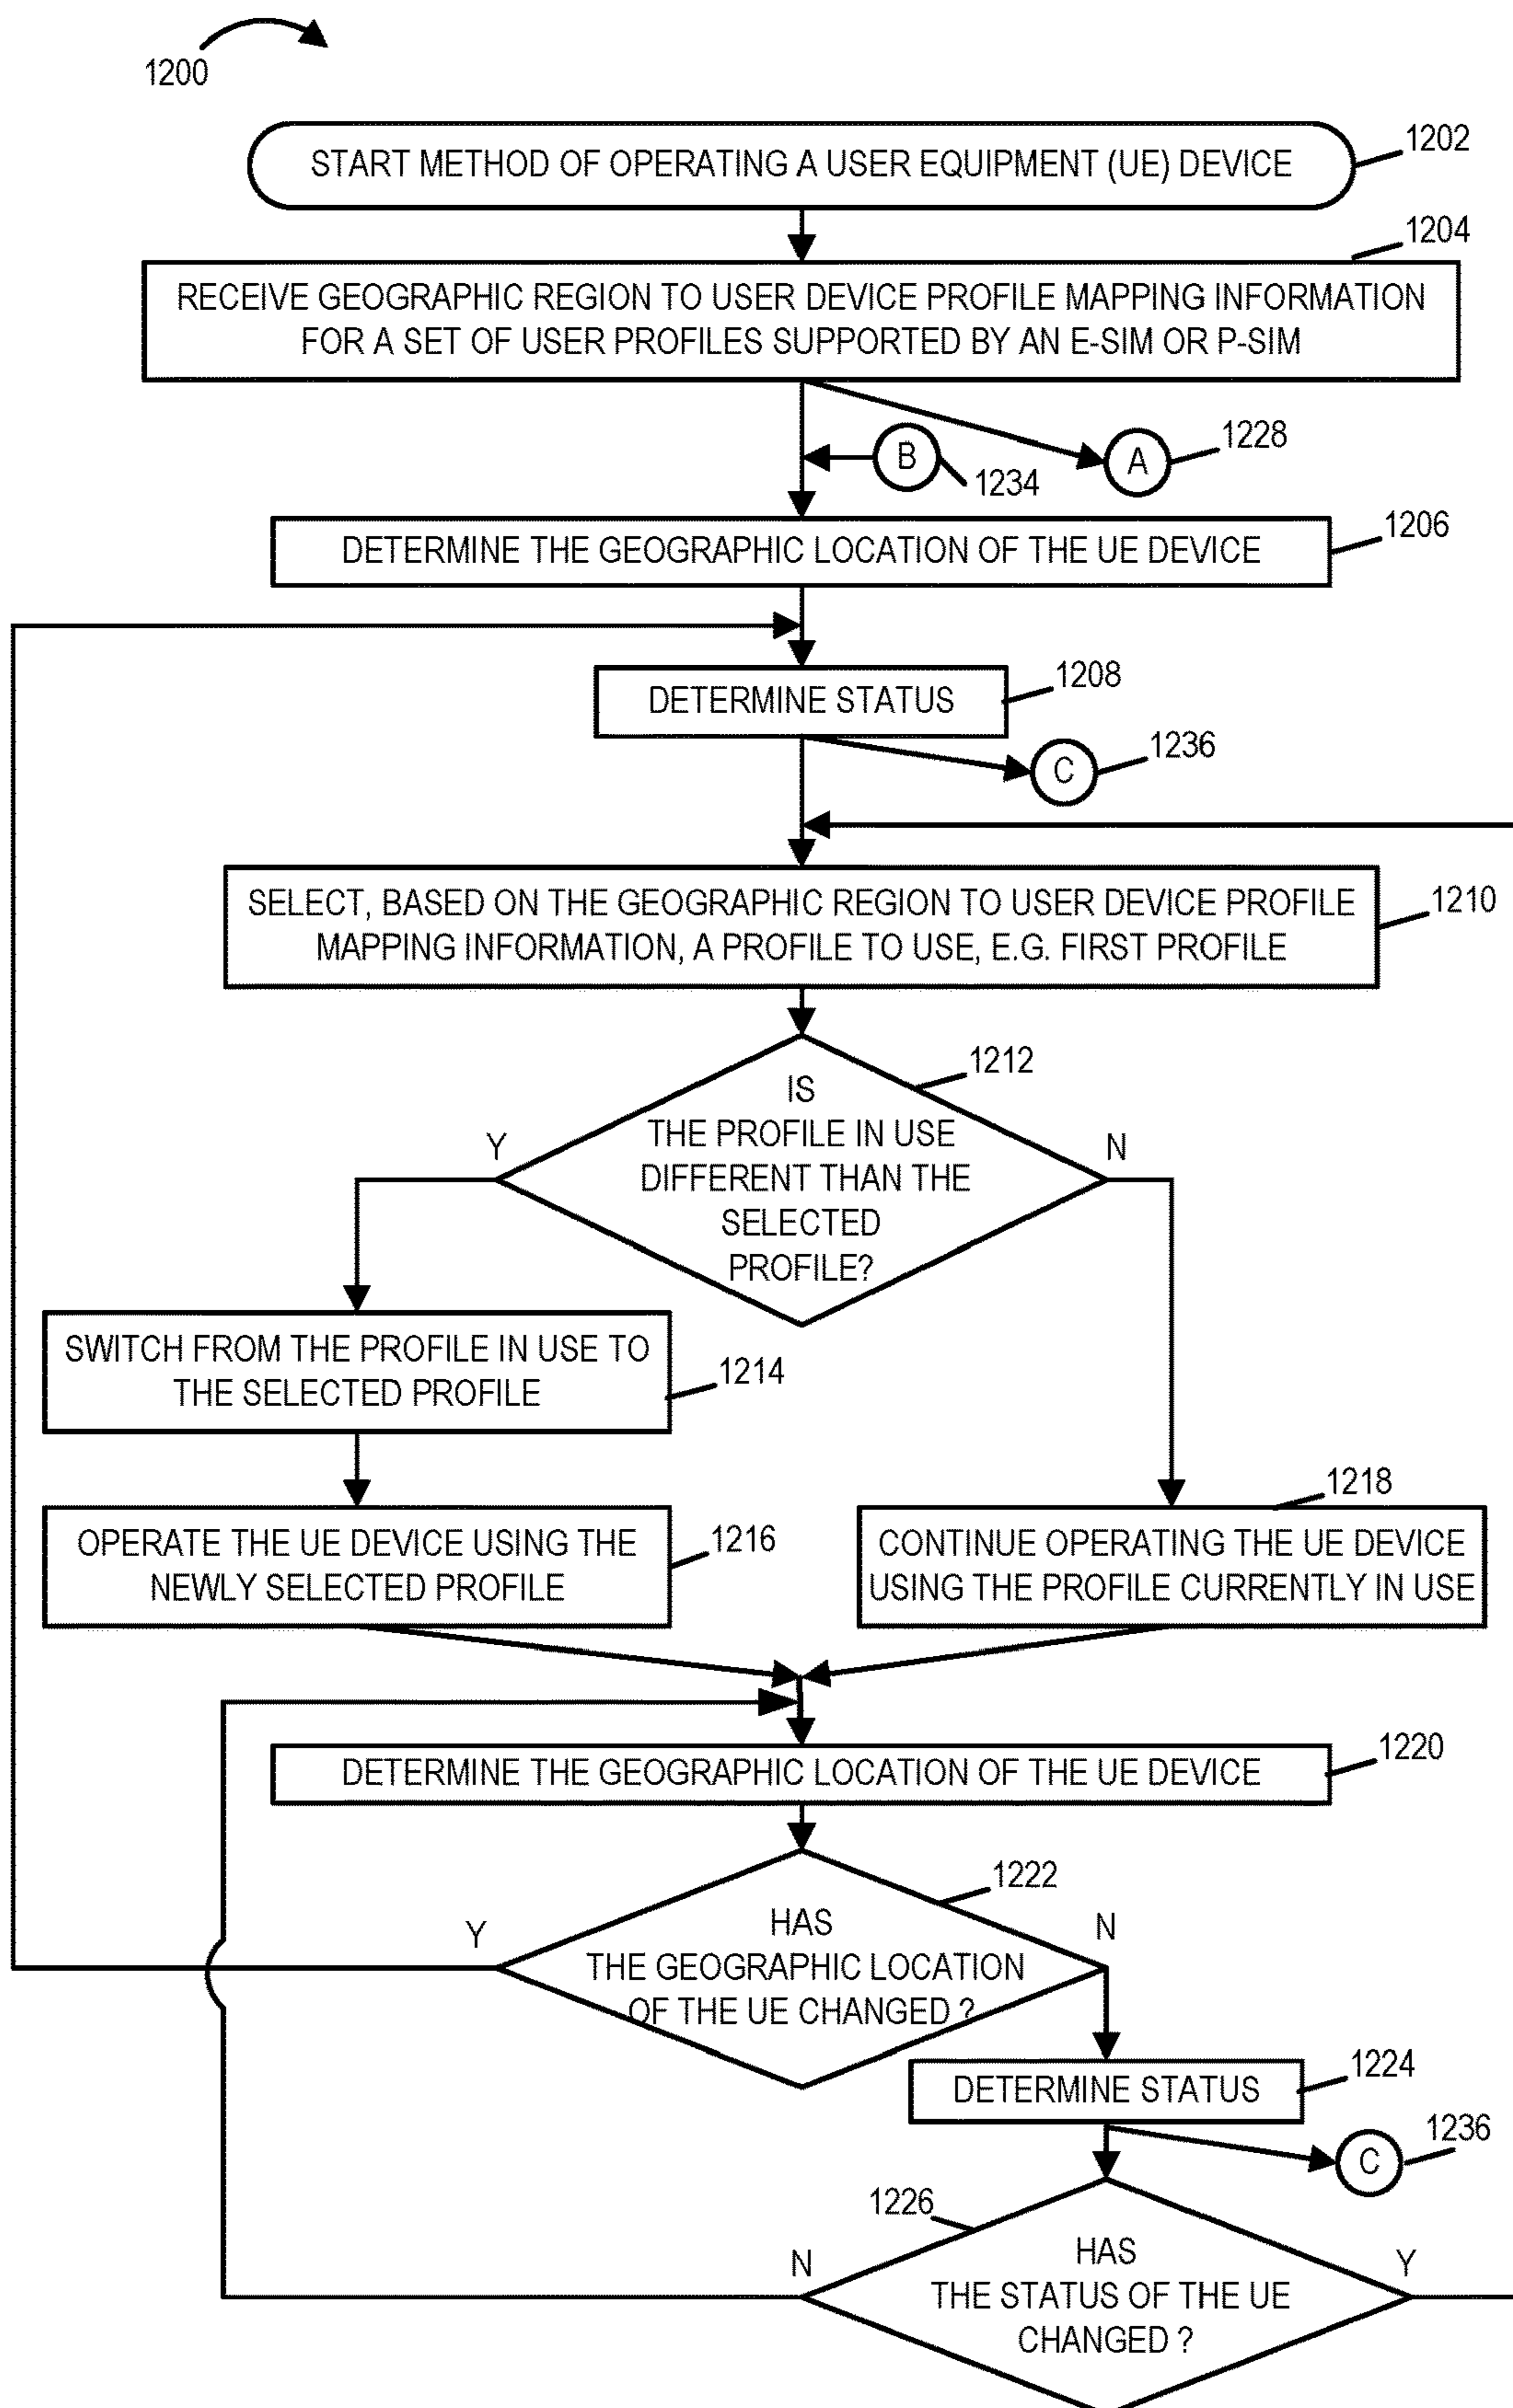 1200
START METHOD OF OPERATING A USER EQUIPMENT (UE) DEVICE
1202
1204
RECEIVE GEOGRAPHIC REGION TO USER DEVICE PROFILE MAPPING INFORMATION
FOR A SET OF USER PROFILES SUPPORTED BY AN E-SIM OR P-SIM
B
1234
A
1228
DETERMINE THE GEOGRAPHIC LOCATION OF THE UE DEVICE
1206
DETERMINE STATUS
1208
C
1236
SELECT, BASED ON THE GEOGRAPHIC REGION TO USER DEVICE PROFILE
MAPPING INFORMATION, A PROFILE TO USE, E.G. FIRST PROFILE
1210
1212
IS
THE PROFILE IN USE
DIFFERENT THAN THE
SELECTED
PROFILE?
Y
N
SWITCH FROM THE PROFILE IN USE TO
THE SELECTED PROFILE
1214
OPERATE THE UE DEVICE USING THE
NEWLY SELECTED PROFILE
1216
1218
CONTINUE OPERATING THE UE DEVICE
USING THE PROFILE CURRENTLY IN USE
DETERMINE THE GEOGRAPHIC LOCATION OF THE UE DEVICE
1220
1222
HAS
THE GEOGRAPHIC LOCATION
OF THE UE CHANGED ?
Y
N
DETERMINE STATUS
1224
C
1236
1226
HAS
THE STATUS OF THE UE
CHANGED ?
N
Y